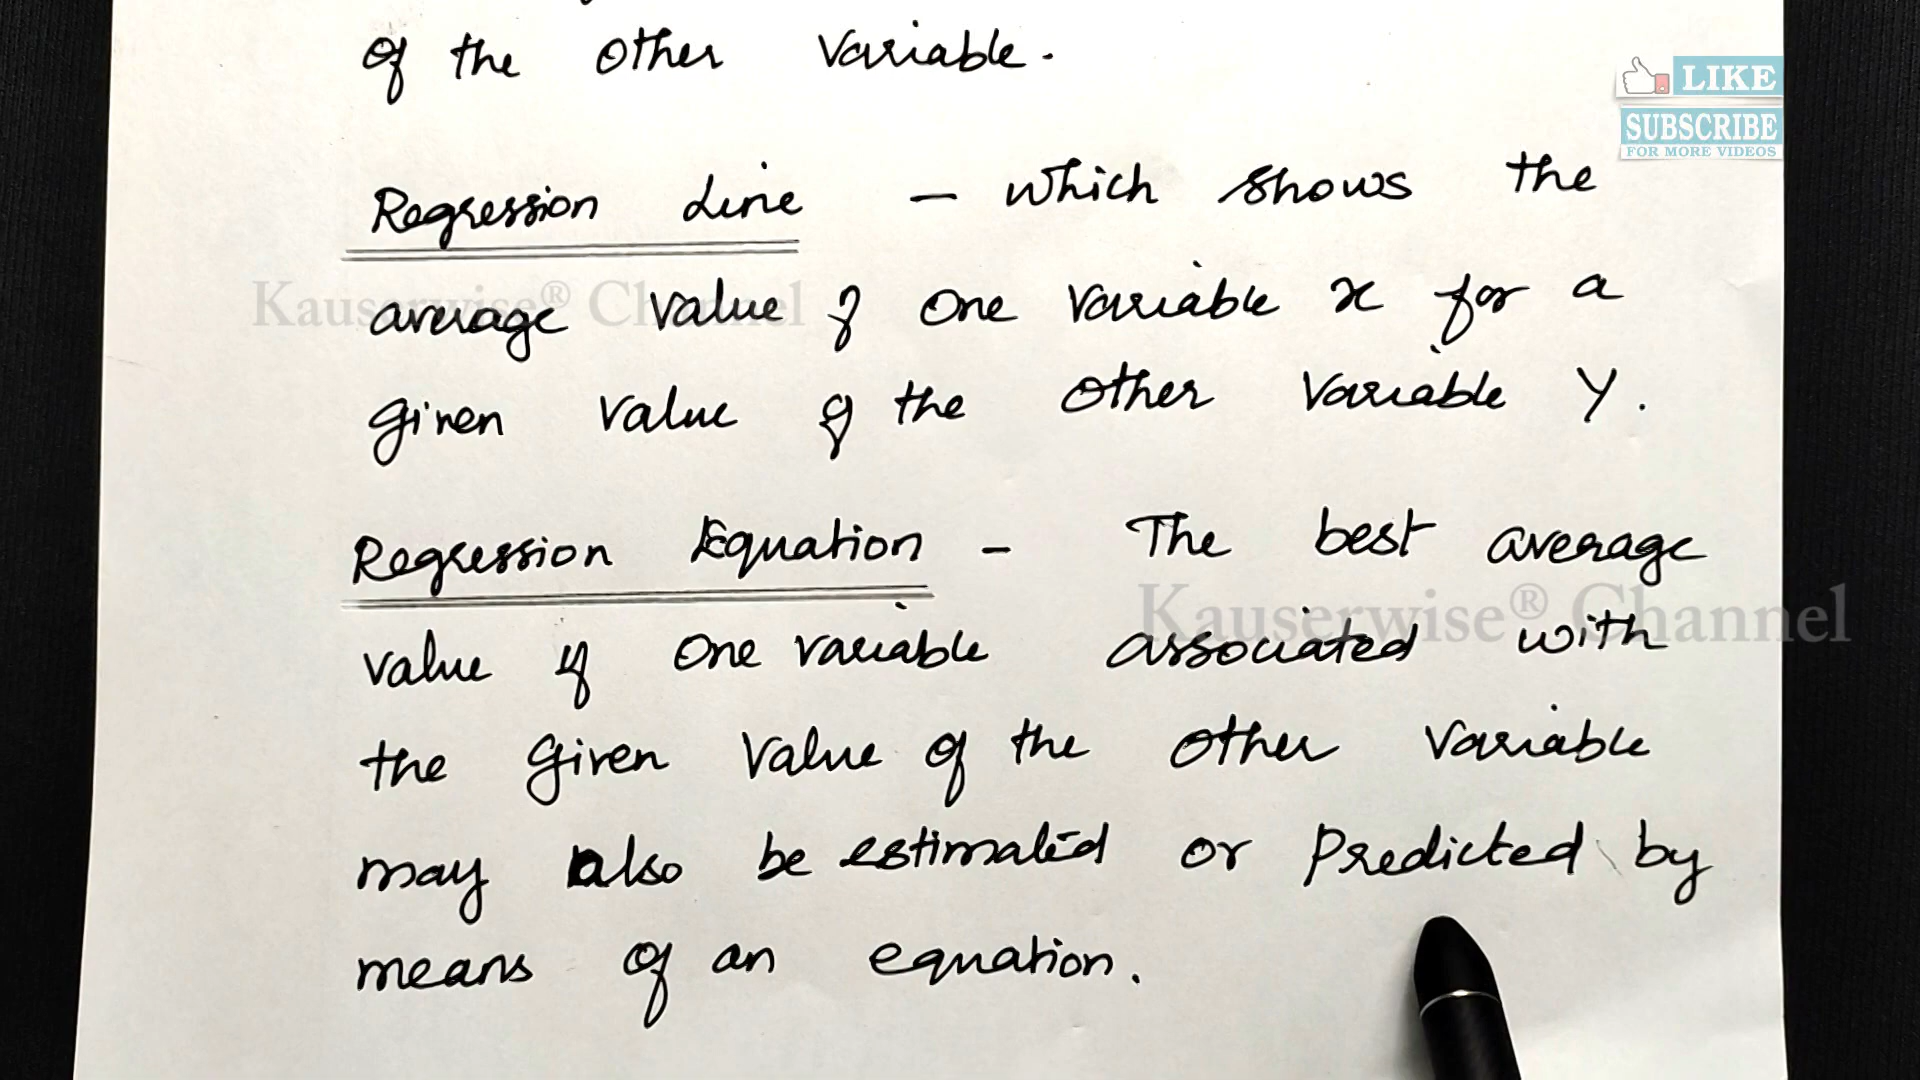 of the other variable.
LIKE
SUBSCRIBE
FOR MORE VIDEOS
Regression Line - which shows the
Kauserwise® Channel
average value of one variable x for a
given value of the other variable Y.
Regression Equation - The best average
Kauserwise® Channel
value of one variable associated with
the given value of the other variable
may also be estimated or predicted by
means of an equation.